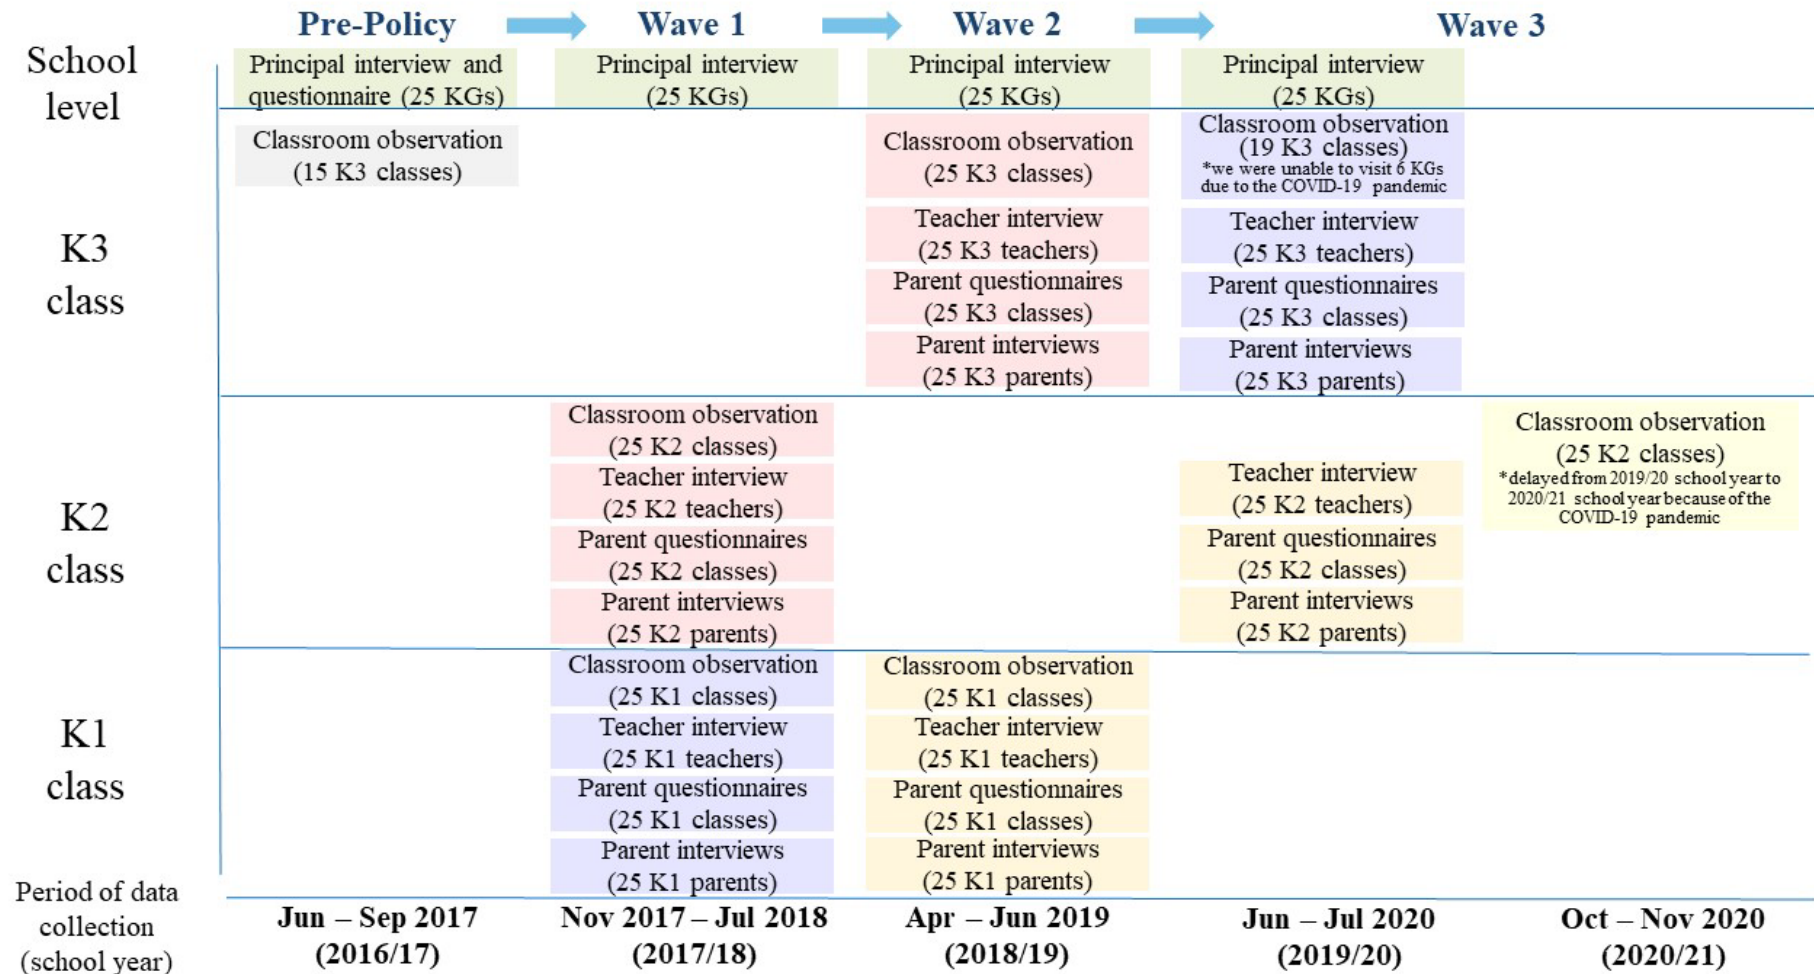 Pre-Policy
Wave 1
Wave 2
Wave 3
School
level
Principal interview and
questionnaire (25 KGs)
Principal interview
(25 KGs)
Principal interview
(25 KGs)
Principal interview
(25 KGs)
K3
class
Classroom observation
(15 K3 classes)
Classroom observation
(25 K3 classes)
Teacher interview
(25 K3 teachers)
Parent questionnaires
(25 K3 classes)
Parent interviews
(25 K3 parents)
Classroom observation
(19 K3 classes)
*we were unable to visit 6 KGs
due to the COVID-19 pandemic
Teacher interview
(25 K3 teachers)
Parent questionnaires
(25 K3 classes)
Parent interviews
(25 K3 parents)
K2
class
Classroom observation
(25 K2 classes)
Teacher interview
(25 K2 teachers)
Parent questionnaires
(25 K2 classes)
Parent interviews
(25 K2 parents)
Teacher interview
(25 K2 teachers)
Parent questionnaires
(25 K2 classes)
Parent interviews
(25 K2 parents)
Classroom observation
(25 K2 classes)
*delayed from 2019/20 school year to
2020/21 school year because of the
COVID-19 pandemic
K1
class
Classroom observation
(25 K1 classes)
Teacher interview
(25 K1 teachers)
Parent questionnaires
(25 K1 classes)
Parent interviews
(25 K1 parents)
Classroom observation
(25 K1 classes)
Teacher interview
(25 K1 teachers)
Parent questionnaires
(25 K1 classes)
Parent interviews
(25 K1 parents)
Period of data
collection
(school year)
Jun – Sep 2017
(2016/17)
Nov 2017 – Jul 2018
(2017/18)
Apr – Jun 2019
(2018/19)
Jun – Jul 2020
(2019/20)
Oct – Nov 2020
(2020/21)